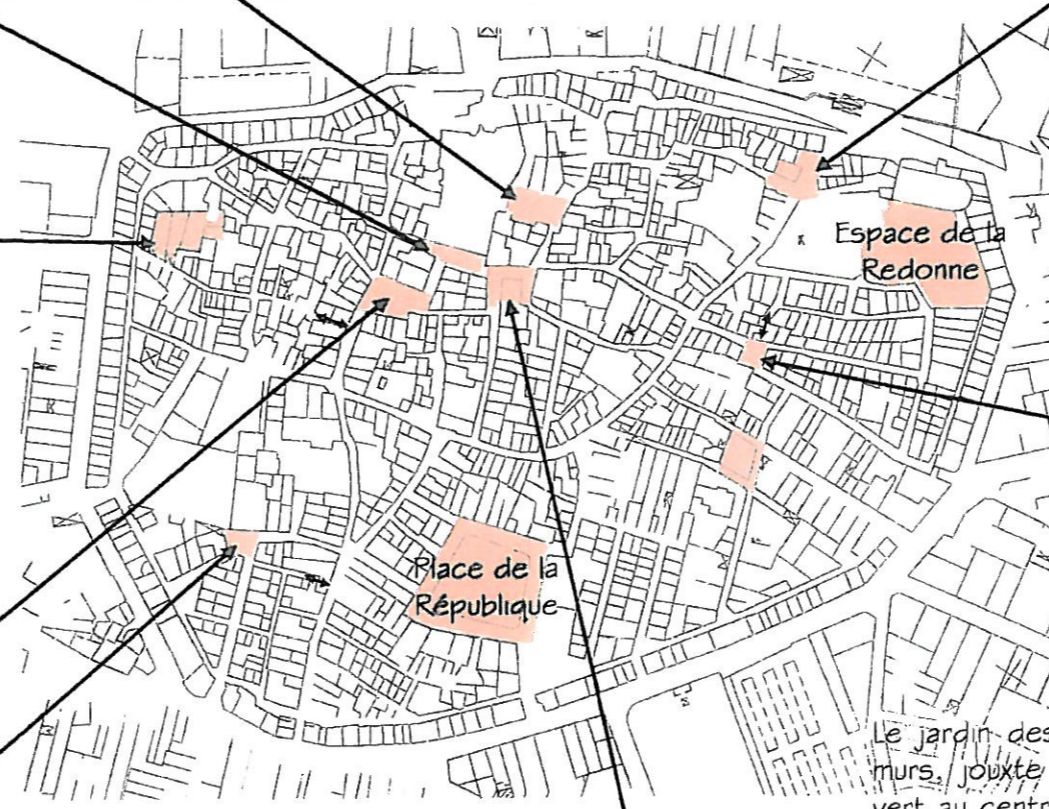 Espace de la
Redonne
Place de la
République
Le jardin des
murs, jouxte
vert au centr